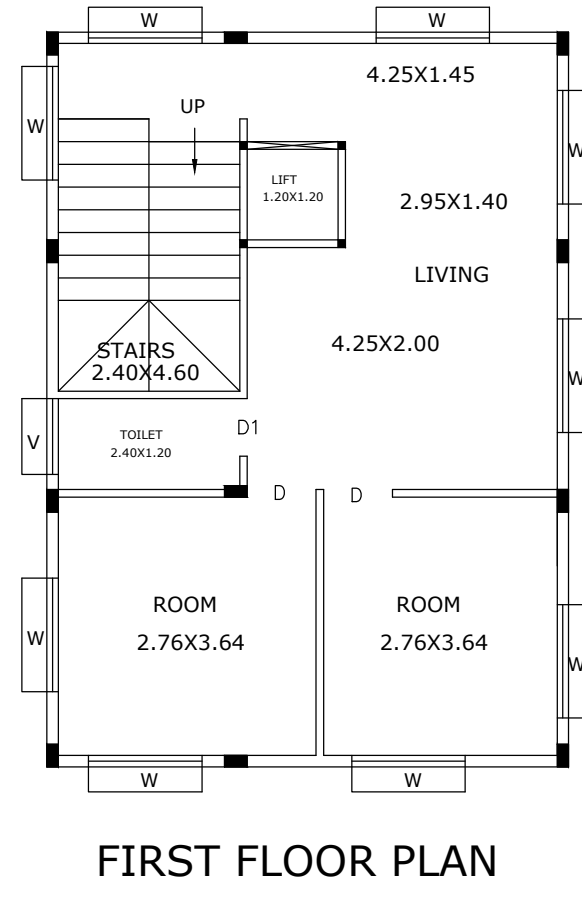 W
W
4.25X1.45
UP
W
W
LIFT
1.20X1.20
2.95X1.40
LIVING
4.25X2.00
STAIRS
2.40X4.60
W
TOILET
2.40X1.20
D1
V
D
D
ROOM
2.76X3.64
ROOM
2.76X3.64
W
W
W
W
FIRST FLOOR PLAN